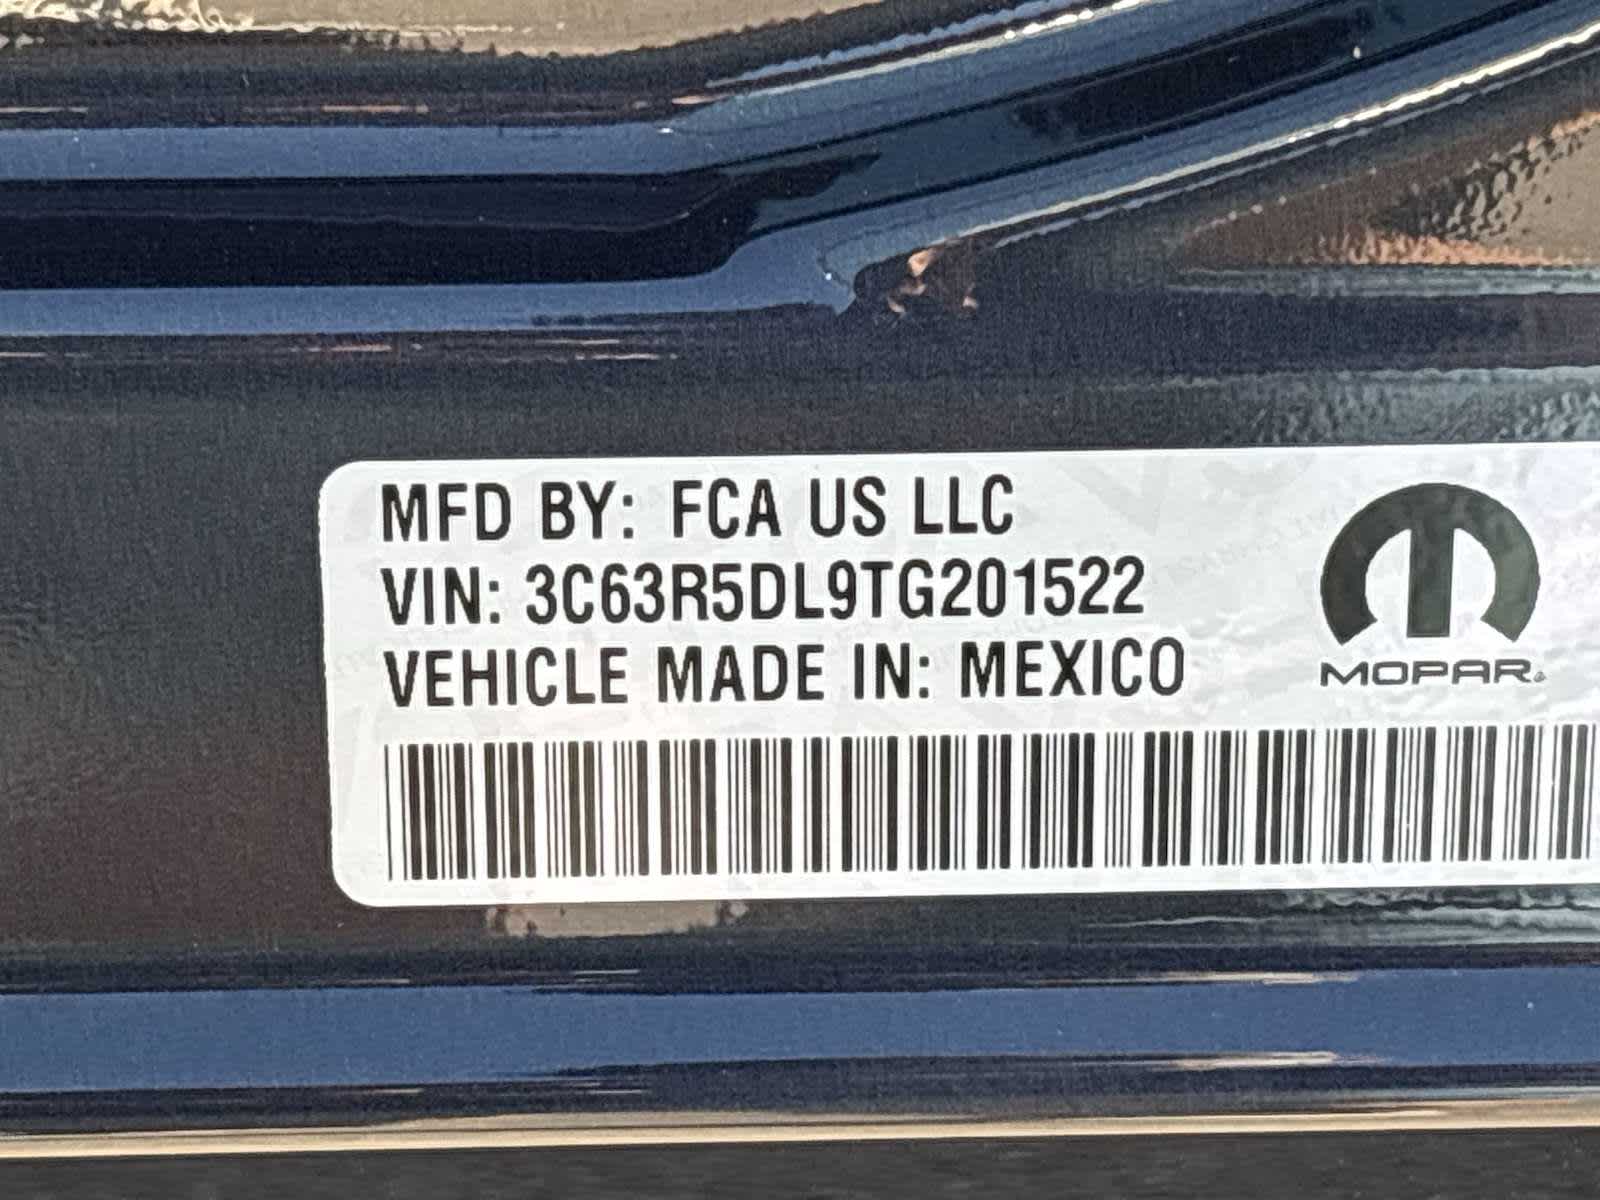 MFD BY: FCA US LLC
VIN: 3C63R5DL9TG201522
VEHICLE MADE IN: MEXICO
MOPAR®